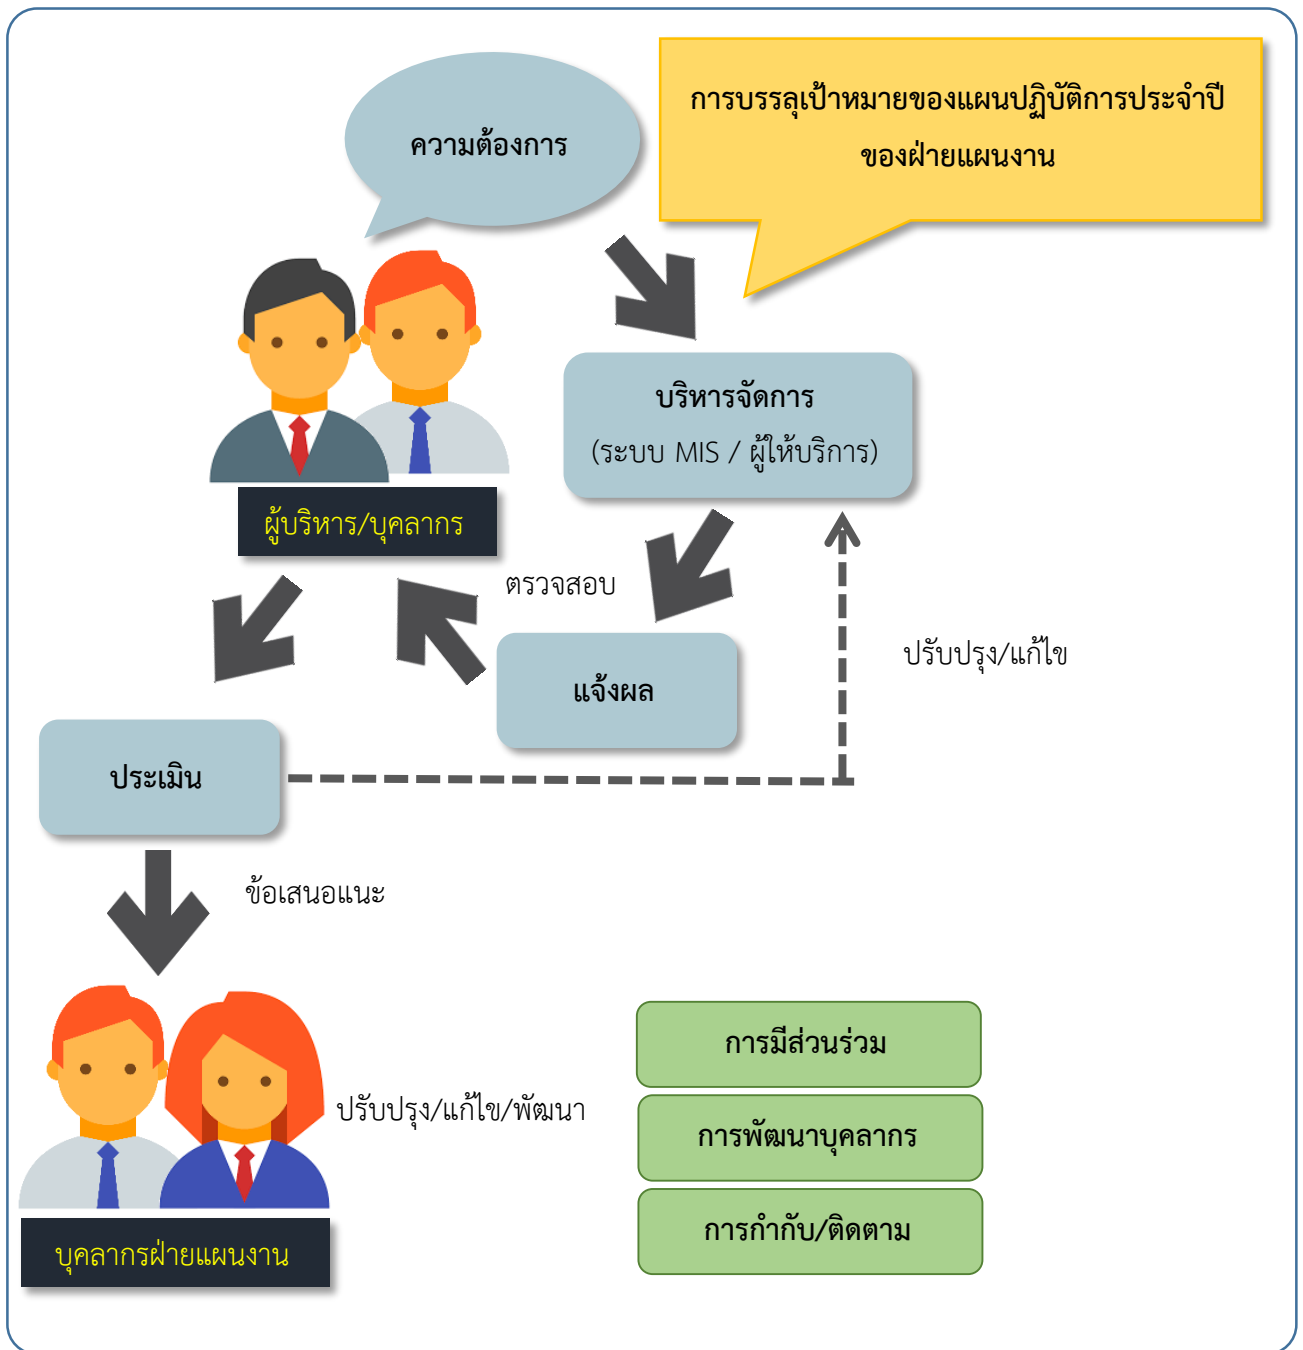 ความต้องการ
การบรรลุเป้าหมายของแผนปฏิบัติการประจำปี
ของฝ่ายแผนงาน
บริหารจัดการ
(ระบบ MIS / ผู้ให้บริการ)
ผู้บริหาร/บุคลากร
ตรวจสอบ
ปรับปรุง/แก้ไข
แจ้งผล
ประเมิน
ข้อเสนอแนะ
การมีส่วนร่วม
ปรับปรุง/แก้ไข/พัฒนา
การพัฒนาบุคลากร
การกำกับ/ติดตาม
บุคลากรฝ่ายแผนงาน